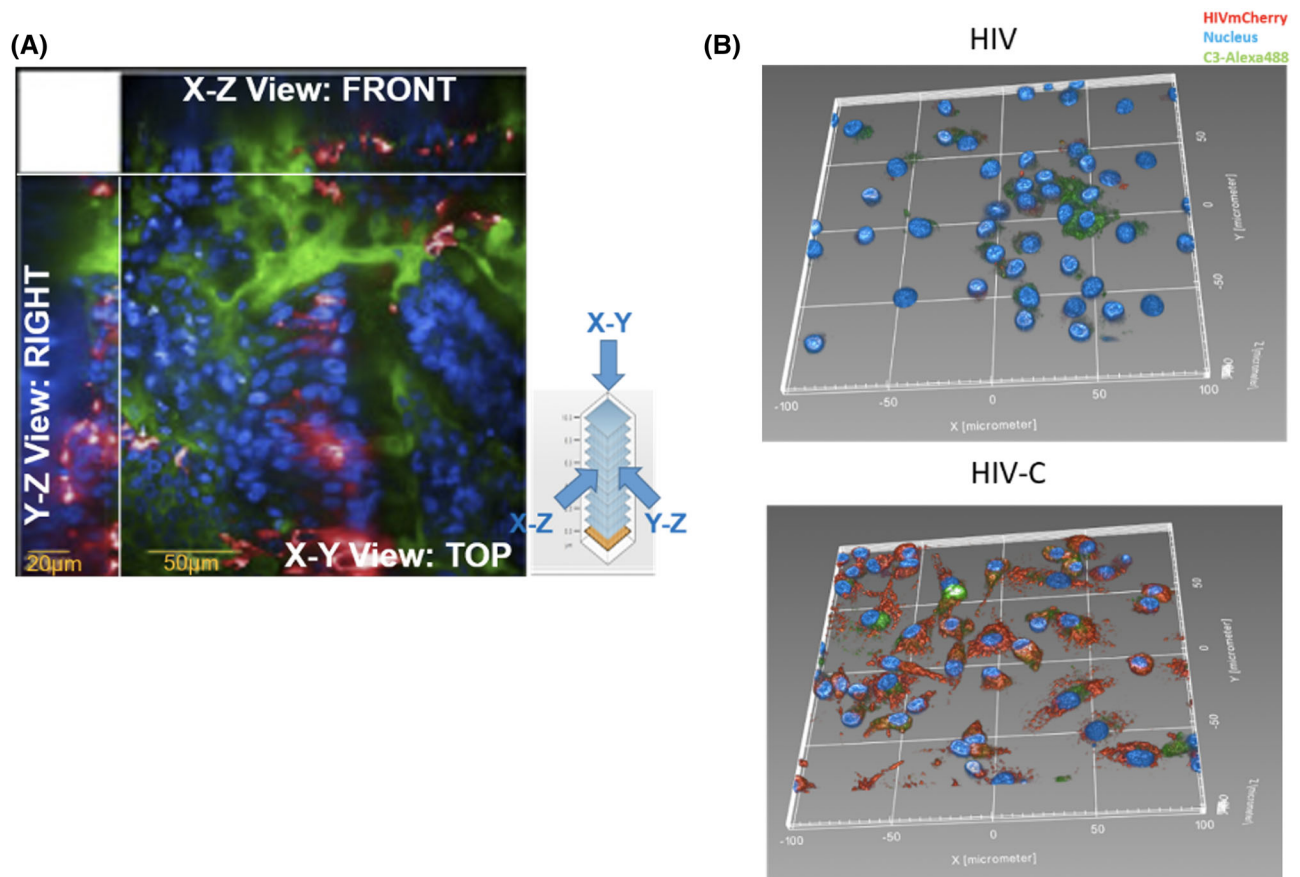 (A)
X-Z View: FRONT
Y-Z View: RIGHT
20µm
50µm
X-Y View: TOP
X-Y
X-Z
Y-Z
(B)
HIV
HIVmCherry
Nucleus
C3-Alexa488
50
0
-50
Y [micrometer]
-100
-50
0
50
100
X [micrometer]
HIV-C
50
0
-50
Y [micrometer]
-100
-50
0
50
100
X [micrometer]